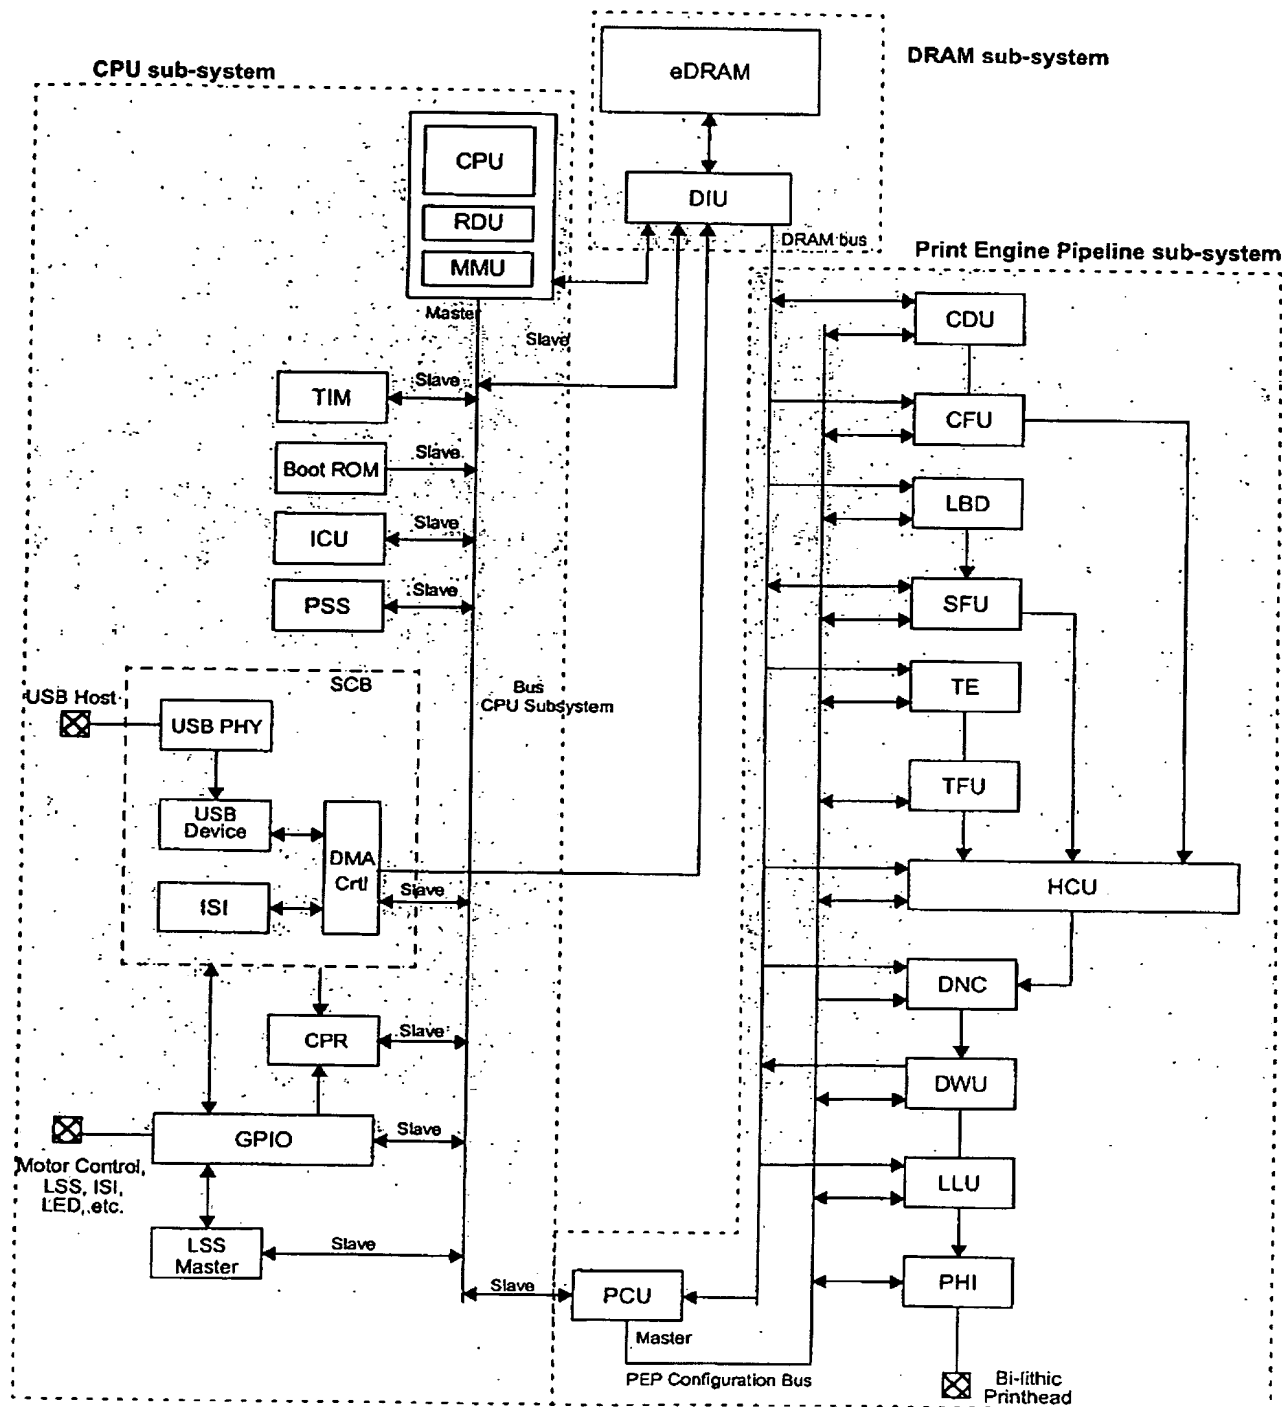 CPU sub-system
DRAM sub-system
eDRAM
CPU
RDU
MMU
DIU
DRAM bus
Print Engine Pipeline sub-system
Master
Slave
CDU
TIM
Slave
CFU
Boot ROM
Slave
LBD
ICU
Slave
PSS
Slave
SFU
SCB
USB Host
USB PHY
Bus
CPU Subsystem
TE
TFU
USB
Device
DMA
Crtl
Slave
ISI
HCU
DNC
CPR
Slave
DWU
GPIO
Slave
Motor Control,
LSS, ISI,
LED, etc.
LLU
LSS
Master
Slave
Slave
PCU
Master
PHI
PEP Configuration Bus
Bi-lithic
Printhead